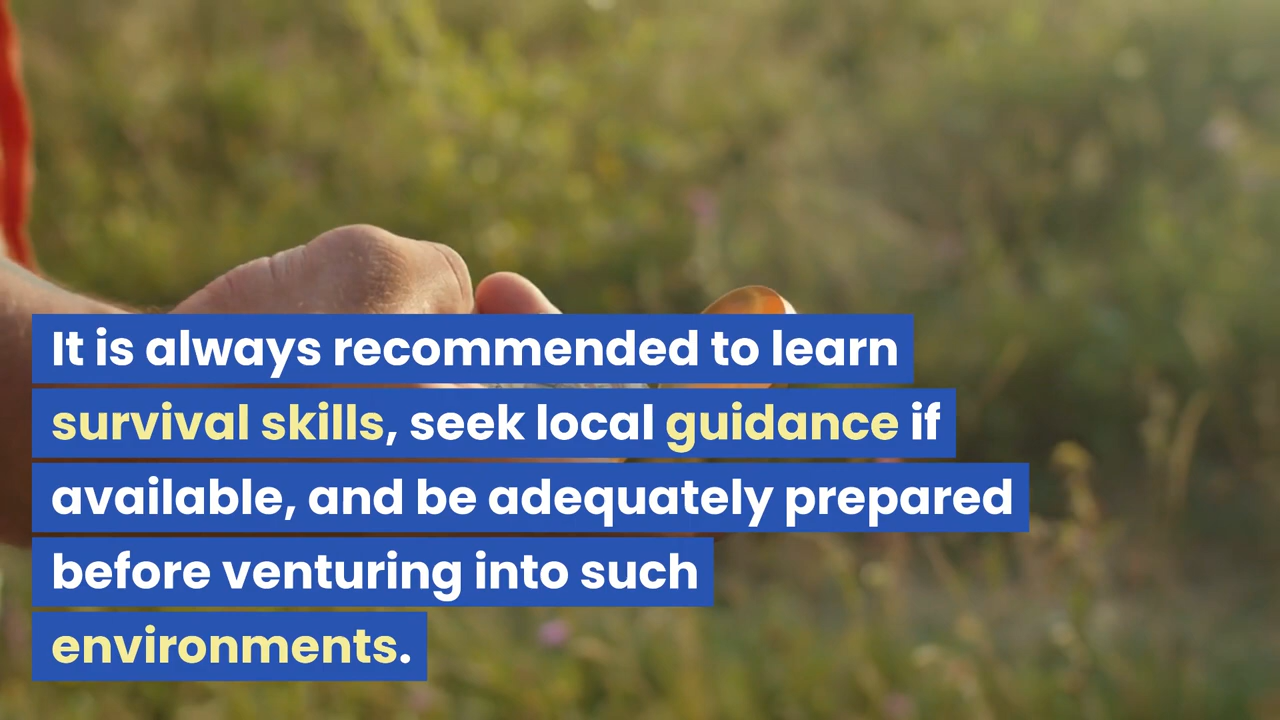 It is always recommended to learn
survival skills, seek local guidance if
available, and be adequately prepared
before venturing into such
environments.